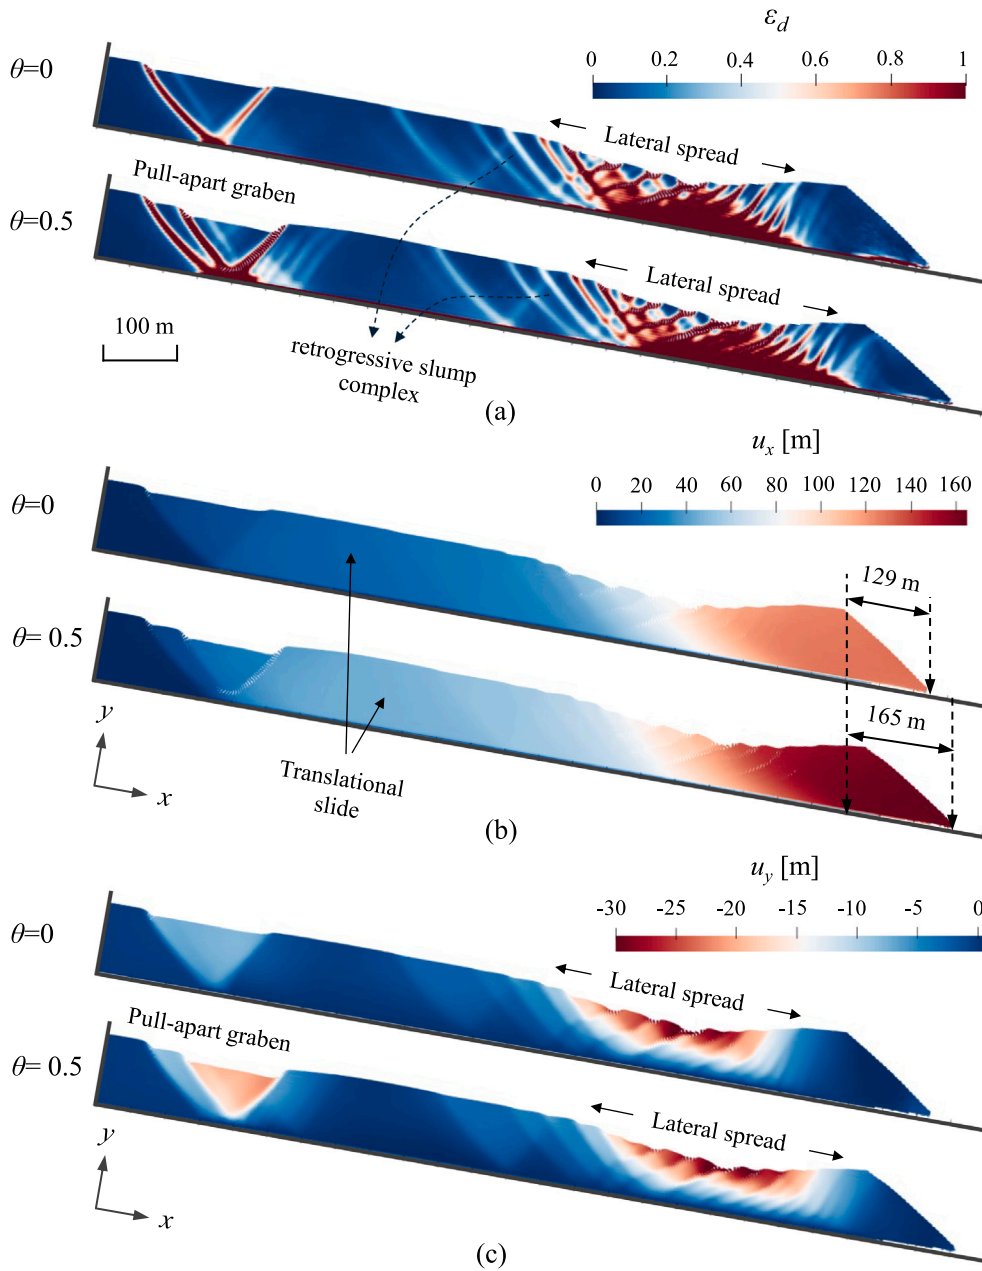 ε_d
0 0.2 0.4 0.6 0.8 1
θ=0
Lateral spread
Pull-apart graben
θ=0.5
Lateral spread
100 m
retrogressive slump
complex
(a)
u_x [m]
0 20 40 60 80 100 120 140 160
θ=0
129 m
θ= 0.5
165 m
y
x
Translational
slide
(b)
u_y [m]
-30 -25 -20 -15 -10 -5 0
θ=0
Lateral spread
Pull-apart graben
θ= 0.5
Lateral spread
y
x
(c)